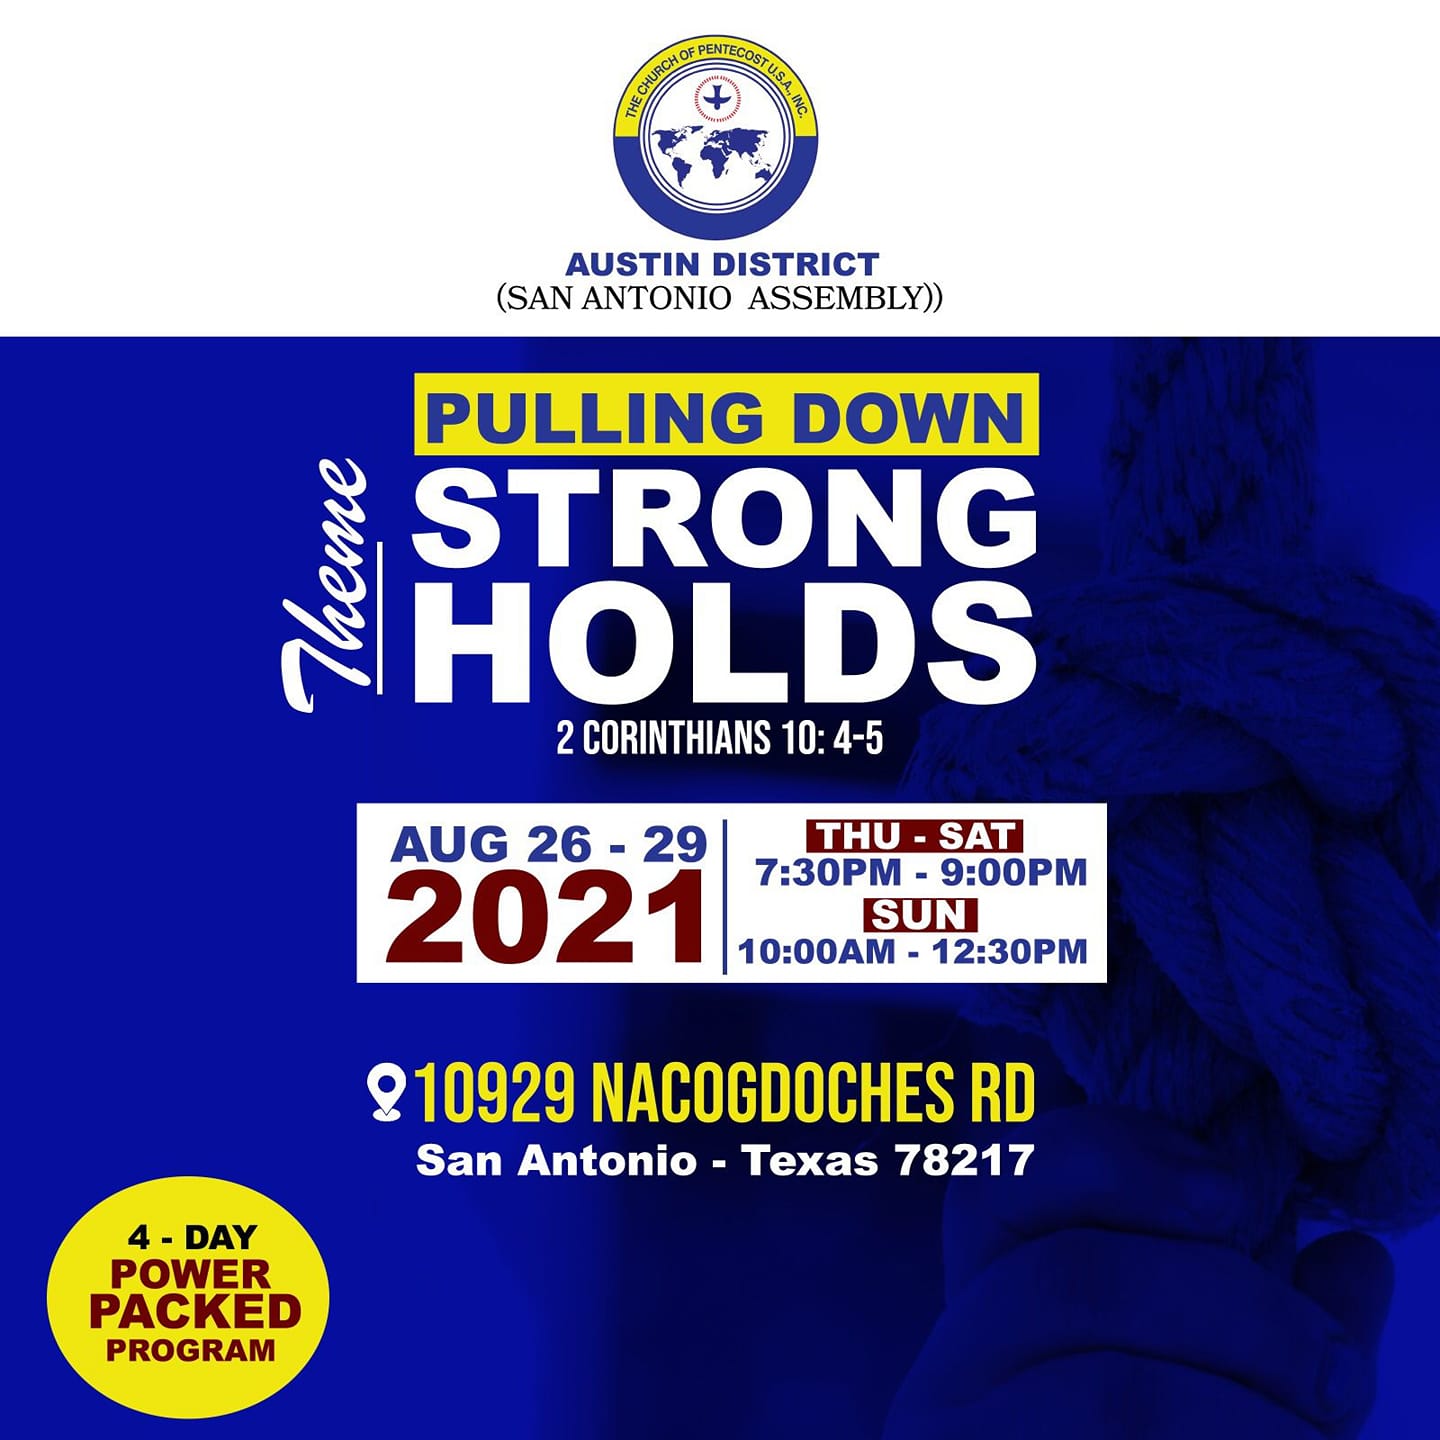 THE CHURCH OF PENTECOST U.S.A., INC.
AUSTIN DISTRICT
(SAN ANTONIO ASSEMBLY))
Theme
PULLING DOWN
STRONG
HOLDS
2 CORINTHIANS 10: 4-5
AUG 26 - 29
2021
THU - SAT
7:30PM - 9:00PM
SUN
10:00AM - 12:30PM
10929 NACOGDOCHES RD
San Antonio - Texas 78217
4 - DAY
POWER
PACKED
PROGRAM